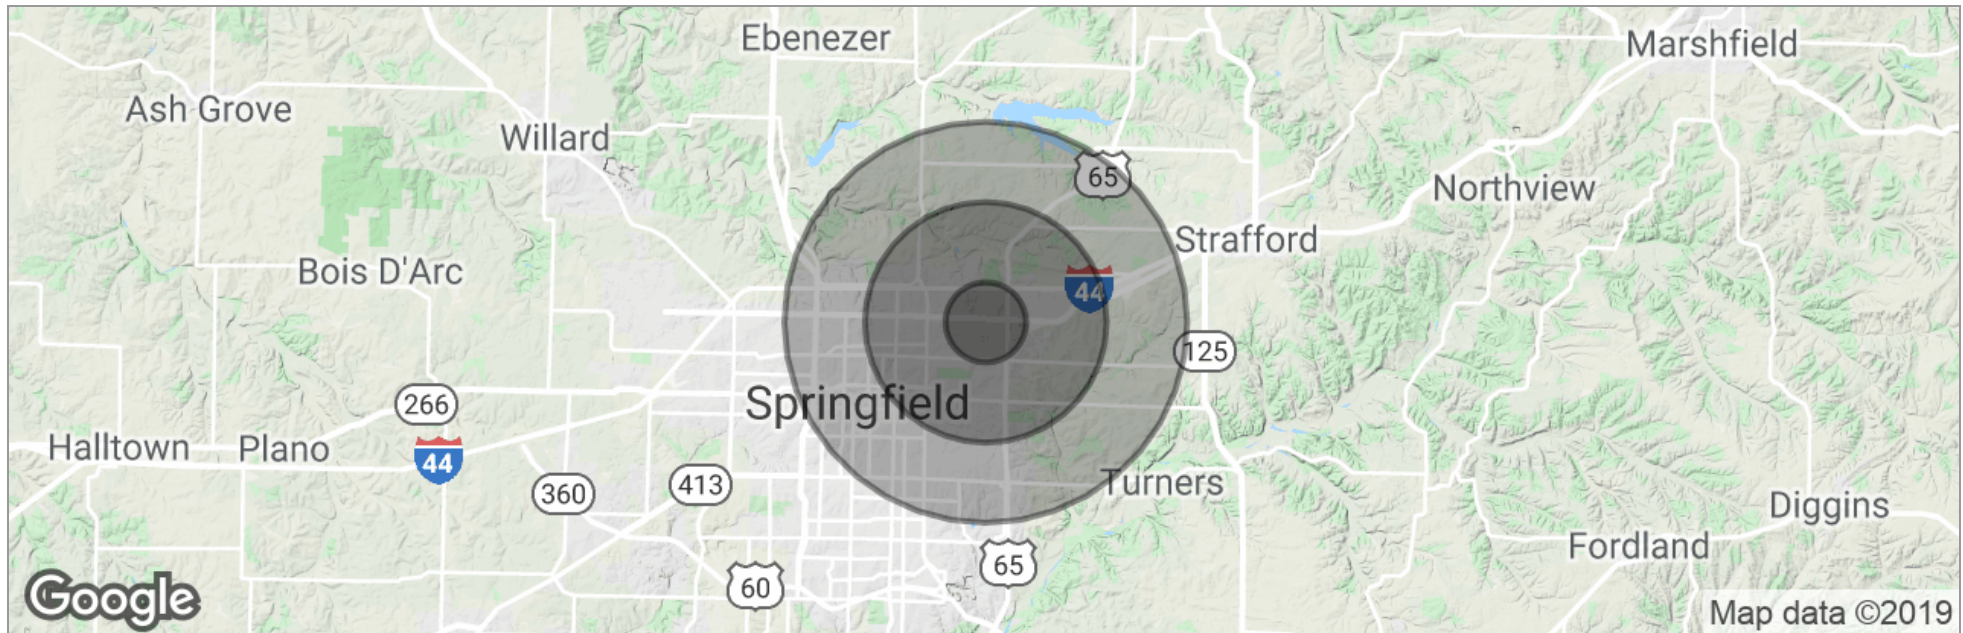 Ebenezer
Marshfield
Ash Grove
Willard
65
Northview
Strafford
Bois D'Arc
44
125
266
Springfield
Halltown
Plano
44
360
413
Turners
Diggins
Fordland
65
60
Google
Map data ©2019